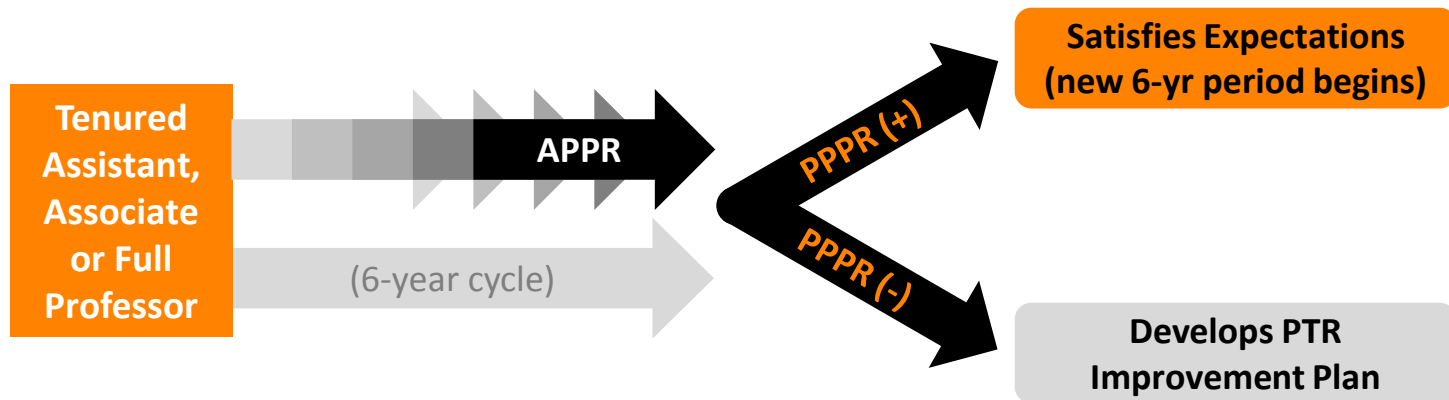 Tenured
Assistant,
Associate
or Full
Professor
APPR
(6-year cycle)
PPPR (+)
PPPR (-)
Satisfies Expectations
(new 6-yr period begins)
Develops PTR
Improvement Plan